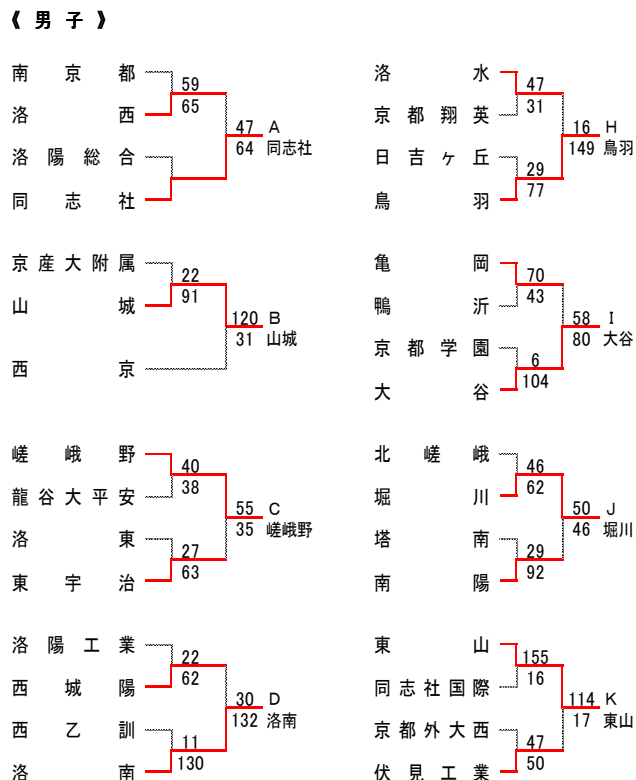 《 男 子 》
南京都
59
洛西
65
47 A
64 同志社
洛陽総合
同志社
京産大附属
22
山城
91
120 B
31 山城
西京
嵯峨野
40
龍谷大平安
38
55 C
35 嵯峨野
洛東
27
東宇治
63
洛陽工業
22
西城陽
62
30 D
132 洛南
西乙訓
11
洛南
130
洛水
47
京都翔英
31
16 H
149 鳥羽
日吉ヶ丘
29
鳥羽
77
亀岡
70
鴨沂
43
58 I
80 大谷
京都学園
6
大谷
104
北嵯峨
46
堀川
62
50 J
46 堀川
塔南
29
南陽
92
東山
155
同志社国際
16
114 K
17 東山
京都外大西
47
伏見工業
50